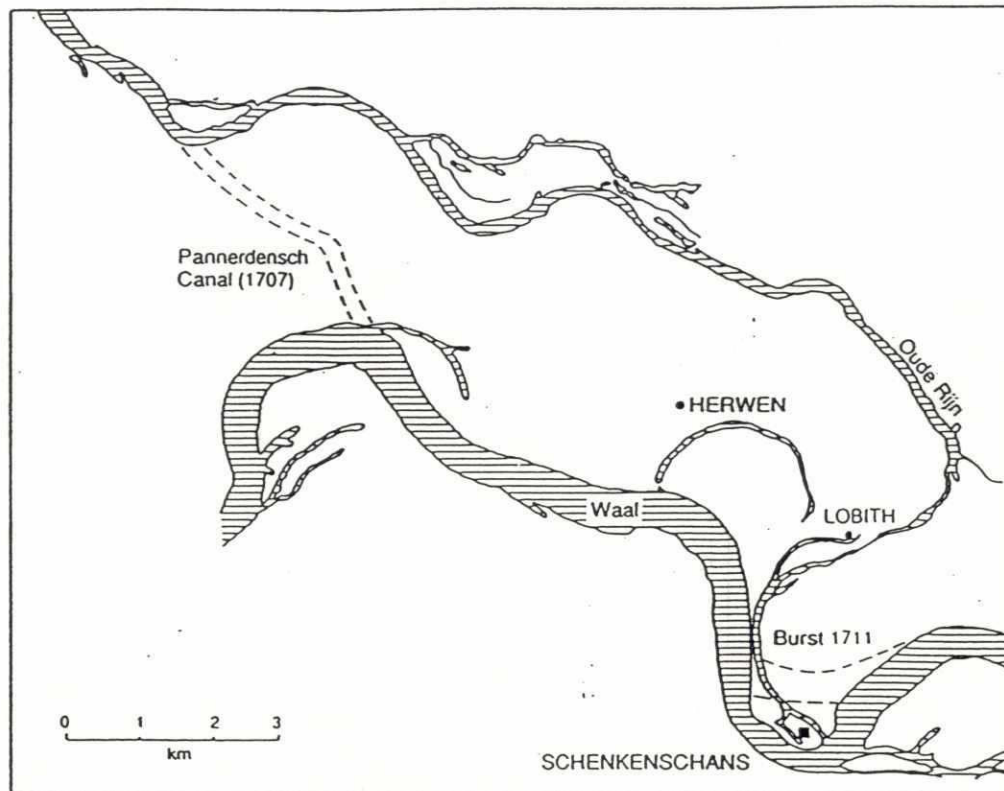 Pannerdensch
Canal (1707)
Oude Rijn
HERWEN
Waal
LOBITH
Burst 1711
0 1 2 3
km
SCHENKENSCHANS